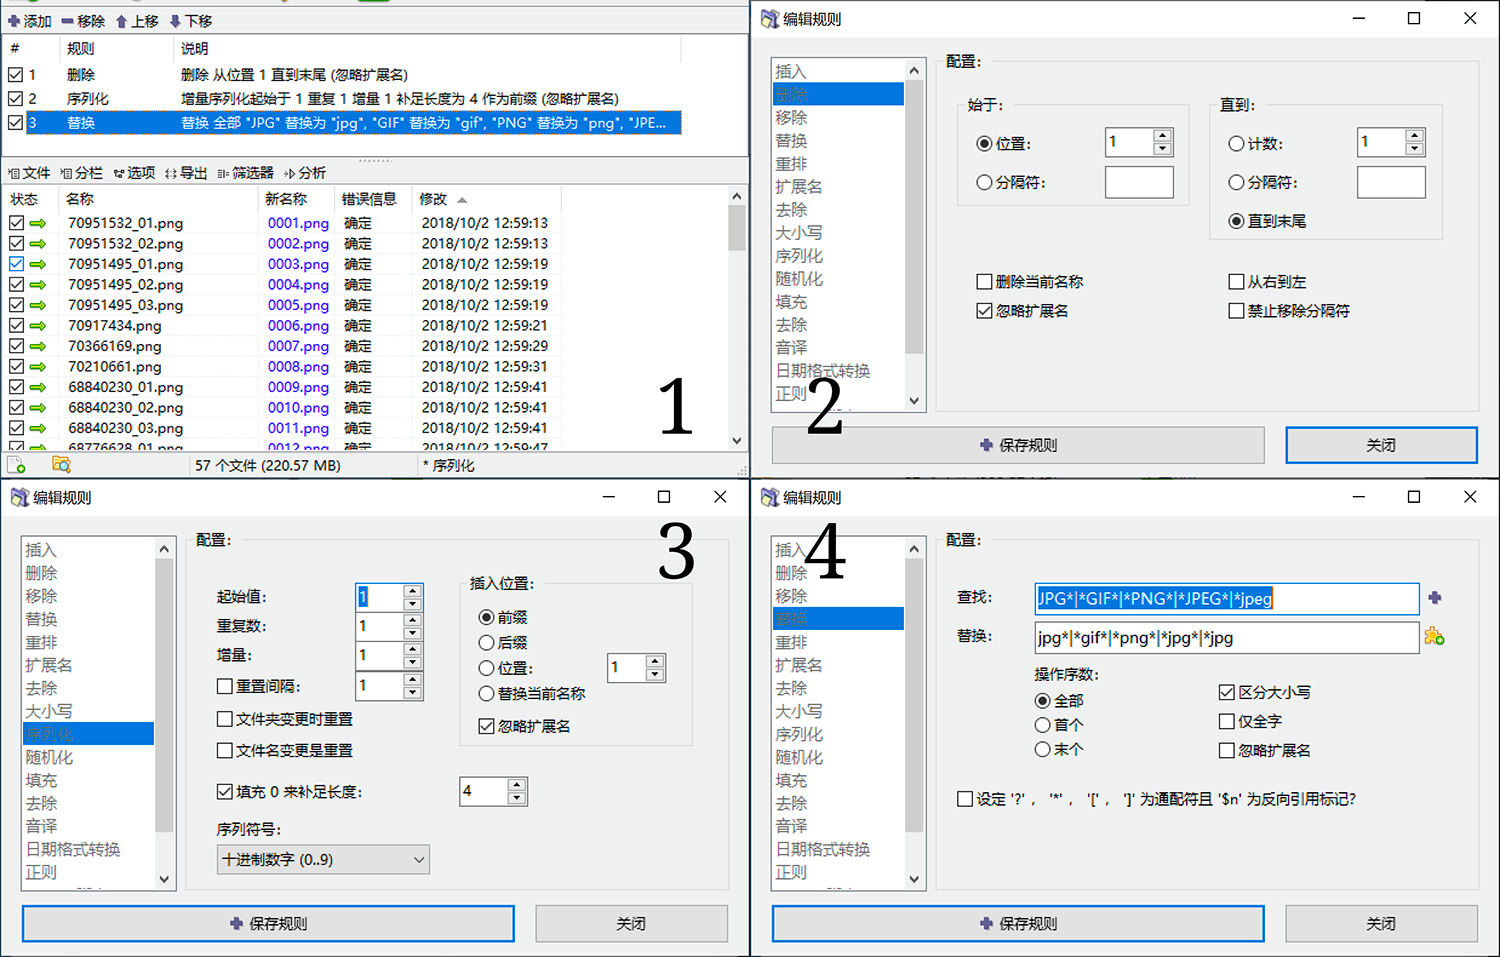 添加 移除 上移 下移
# 规则 说明
1 删除 删除 从位置 1 直到末尾 (忽略扩展名)
2 序列化 增量序列化起始于 1 重复 1 增量 1 补足长度为 4 作为前缀 (忽略扩展名)
3 替换 替换 全部 "JPG" 替换为 "jpg", "GIF" 替换为 "gif", "PNG" 替换为 "png", "JPE...
文件 分栏 选项 导出 筛选器 分析
状态 名称 新名称 错误信息 修改
70951532_01.png 0001.png 确定 2018/10/2 12:59:13
70951532_02.png 0002.png 确定 2018/10/2 12:59:13
70951495_01.png 0003.png 确定 2018/10/2 12:59:19
70951495_02.png 0004.png 确定 2018/10/2 12:59:19
70951495_03.png 0005.png 确定 2018/10/2 12:59:19
70917434.png 0006.png 确定 2018/10/2 12:59:21
70366169.png 0007.png 确定 2018/10/2 12:59:29
70210661.png 0008.png 确定 2018/10/2 12:59:31
68840230_01.png 0009.png 确定 2018/10/2 12:59:41
68840230_02.png 0010.png 确定 2018/10/2 12:59:41
68840230_03.png 0011.png 确定 2018/10/2 12:59:41
68776628_01.png 0012.png 确定 2018/10/2 12:59:47
57 个文件 (220.57 MB) * 序列化
1
编辑规则
插入
删除
移除
替换
重排
扩展名
去除
大小写
序列化
随机化
填充
去除
音译
日期格式转换
正则
配置:
始于:
位置: 1
分隔符:
直到:
计数: 1
分隔符:
直到末尾
删除当前名称
从右到左
忽略扩展名
禁止移除分隔符
2
保存规则
关闭
编辑规则
插入
删除
移除
替换
重排
扩展名
去除
大小写
序列化
随机化
填充
去除
音译
日期格式转换
正则
配置:
3
起始值: 1
重复数: 1
增量: 1
重置间隔: 1
文件夹变更时重置
文件名变更是重置
填充 0 来补足长度: 4
序列符号:
十进制数字 (0..9)
插入位置:
前缀
后缀
位置: 1
替换当前名称
忽略扩展名
保存规则
关闭
编辑规则
插入
删除
移除
替换
重排
扩展名
去除
大小写
序列化
随机化
填充
去除
音译
日期格式转换
正则
4
配置:
查找: JPG*|*GIF*|*PNG*|*JPEG*|*jpeg
替换: jpg*|*gif*|*png*|*jpg*|*jpg
操作序数:
全部
首个
末个
区分大小写
仅全字
忽略扩展名
设定 '?' , '*' , '[' , ']' 为通配符且 '$n' 为反向引用标记?
保存规则
关闭